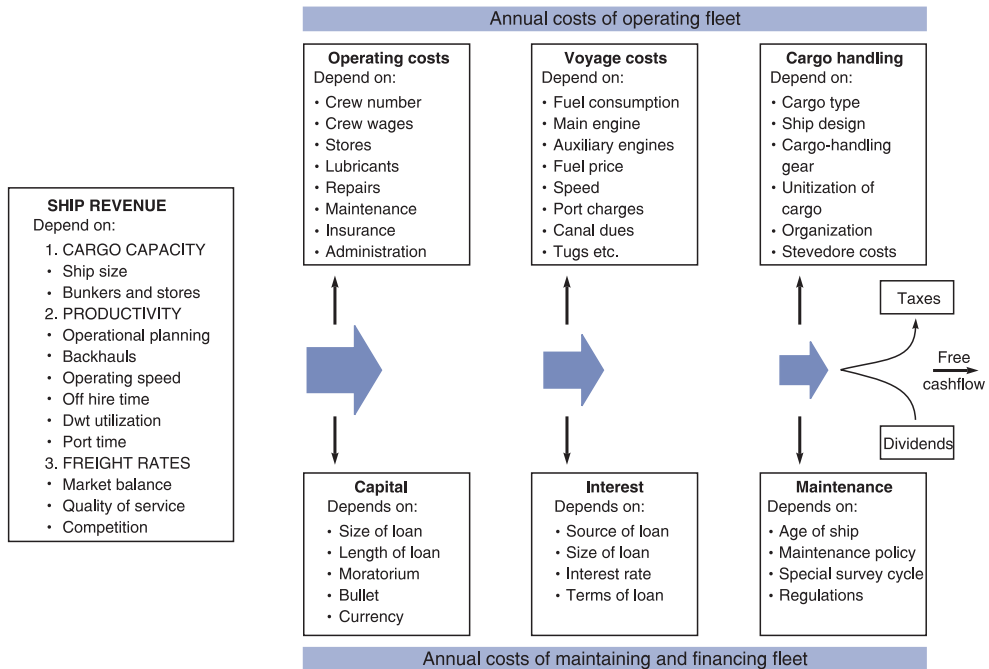 Annual costs of operating fleet
Operating costs
Depend on:
• Crew number
• Crew wages
• Stores
• Lubricants
• Repairs
• Maintenance
• Insurance
• Administration
Voyage costs
Depend on:
• Fuel consumption
• Main engine
• Auxiliary engines
• Fuel price
• Speed
• Port charges
• Canal dues
• Tugs etc.
Cargo handling
Depend on:
• Cargo type
• Ship design
• Cargo-handling
gear
• Unitization of
cargo
• Organization
• Stevedore costs
SHIP REVENUE
Depend on:
1. CARGO CAPACITY
• Ship size
• Bunkers and stores
2. PRODUCTIVITY
• Operational planning
• Backhauls
• Operating speed
• Off hire time
• Dwt utilization
• Port time
3. FREIGHT RATES
• Market balance
• Quality of service
• Competition
Taxes
Free
cashflow
Dividends
Capital
Depends on:
• Size of loan
• Length of loan
• Moratorium
• Bullet
• Currency
Interest
Depends on:
• Source of loan
• Size of loan
• Interest rate
• Terms of loan
Maintenance
Depends on:
• Age of ship
• Maintenance policy
• Special survey cycle
• Regulations
Annual costs of maintaining and financing fleet